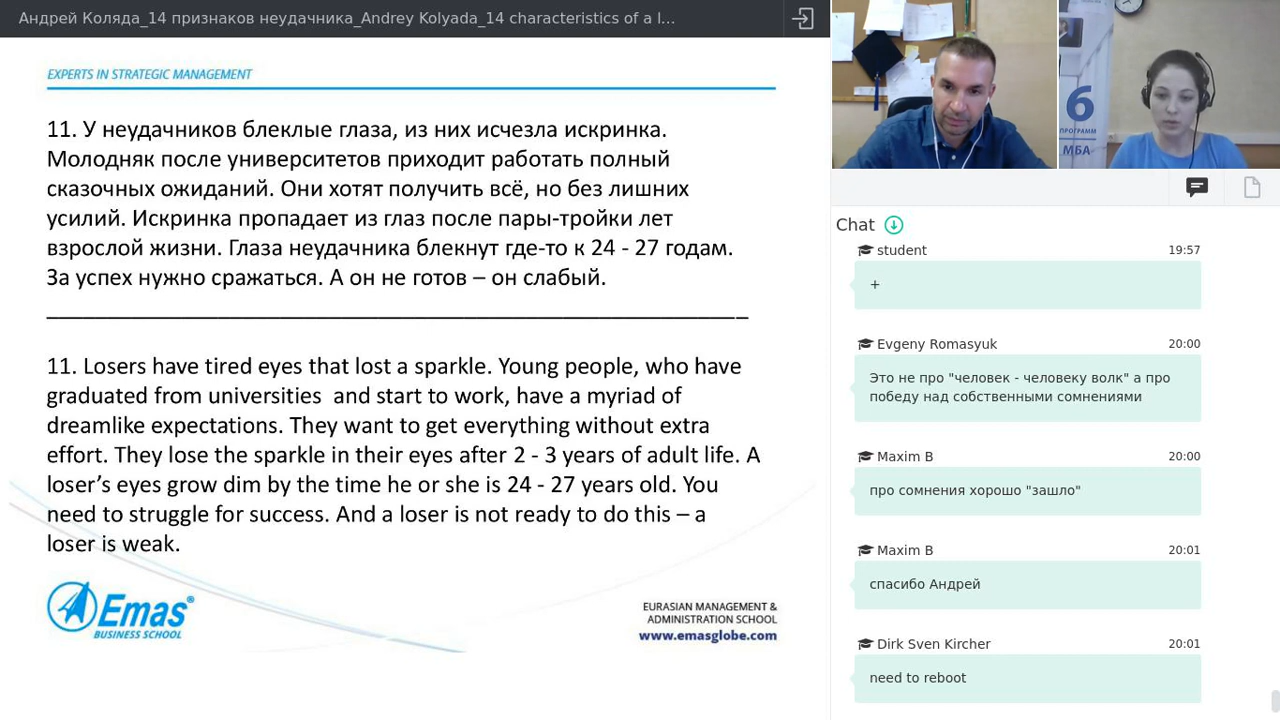 Андрей Коляда_14 признаков неудачника_Andrey Kolyada_14 characteristics of a l...
EXPERTS IN STRATEGIC MANAGEMENT
11. У неудачников блеклые глаза, из них исчезла искринка.
Молодняк после университетов приходит работать полный
сказочных ожиданий. Они хотят получить всё, но без лишних
усилий. Искринка пропадает из глаз после пары-тройки лет
взрослой жизни. Глаза неудачника блекнут где-то к 24 - 27 годам.
За успех нужно сражаться. А он не готов – он слабый.
11. Losers have tired eyes that lost a sparkle. Young people, who have
graduated from universities and start to work, have a myriad of
dreamlike expectations. They want to get everything without extra
effort. They lose the sparkle in their eyes after 2 - 3 years of adult life. A
loser’s eyes grow dim by the time he or she is 24 - 27 years old. You
need to struggle for success. And a loser is not ready to do this – a
loser is weak.
Emas®
BUSINESS SCHOOL
EURASIAN MANAGEMENT &
ADMINISTRATION SCHOOL
www.emasglobe.com
6
ПРОГРАММ
МБА
Chat
student 19:57
+
Evgeny Romasyuk 20:00
Это не про "человек - человеку волк" а про
победу над собственными сомнениями
Maxim B 20:00
про сомнения хорошо "зашло"
Maxim B 20:01
спасибо Андрей
Dirk Sven Kircher 20:01
need to reboot